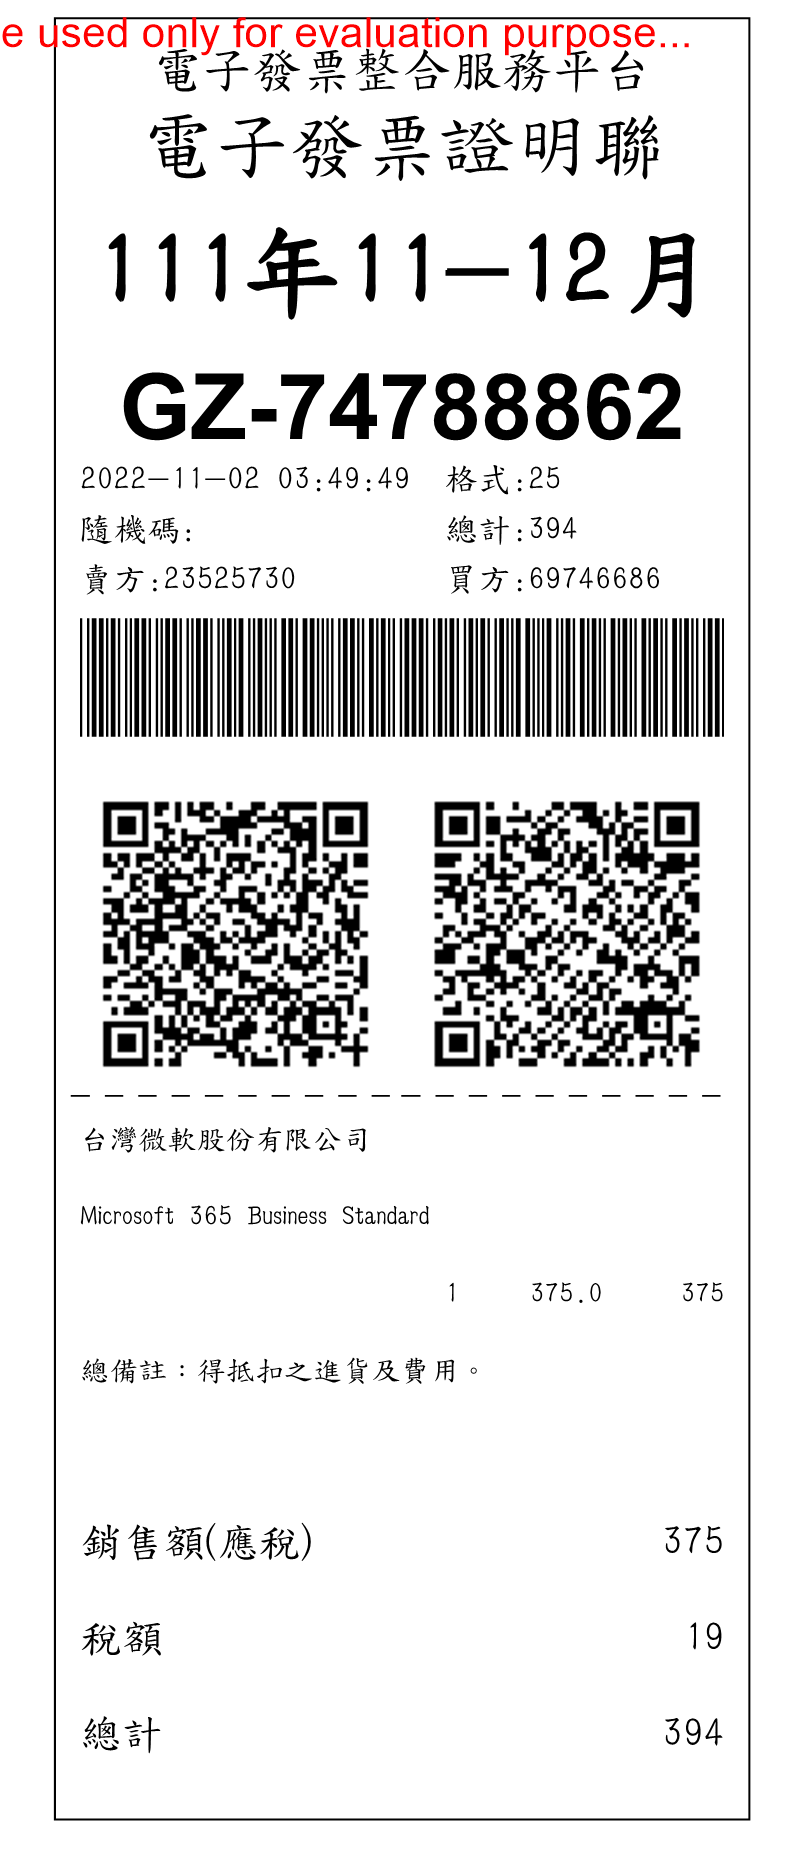 e used only for evaluation purpose...
電子發票整合服務平台
電子發票證明聯
111年11-12月
GZ-74788862
2022-11-02 03:49:49 格式:25
隨機碼: 總計:394
賣方:23525730 買方:69746686
台灣微軟股份有限公司
Microsoft 365 Business Standard
1 375.0 375
總備註：得抵扣之進貨及費用。
銷售額(應稅) 375
稅額 19
總計 394